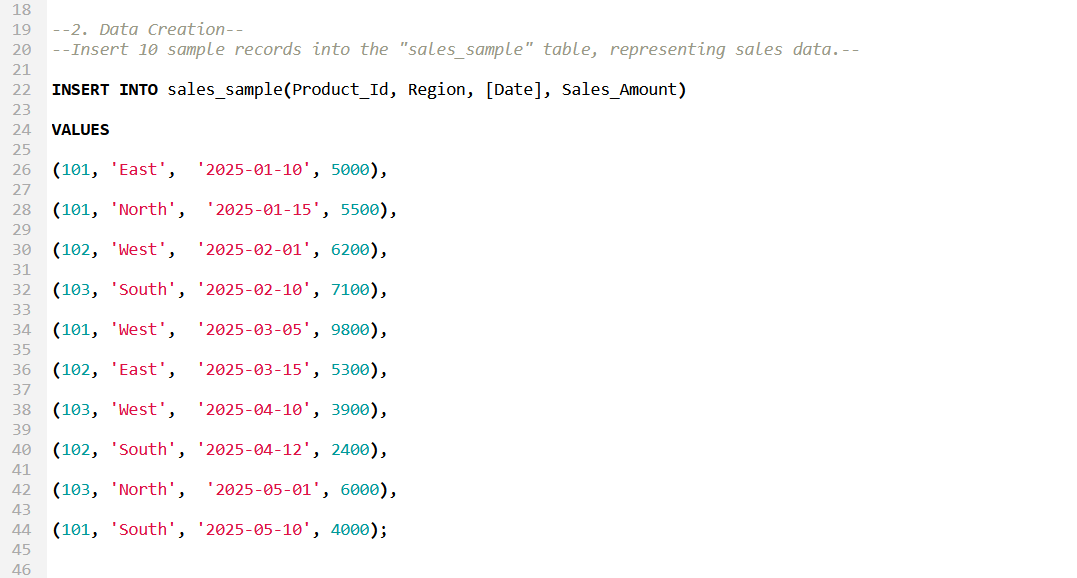 18
19 --2. Data Creation--
20 --Insert 10 sample records into the "sales_sample" table, representing sales data.--
21
22 INSERT INTO sales_sample(Product_Id, Region, [Date], Sales_Amount)
23
24 VALUES
25
26 (101, 'East',  '2025-01-10', 5000),
27
28 (101, 'North',  '2025-01-15', 5500),
29
30 (102, 'West',  '2025-02-01', 6200),
31
32 (103, 'South', '2025-02-10', 7100),
33
34 (101, 'West',  '2025-03-05', 9800),
35
36 (102, 'East',  '2025-03-15', 5300),
37
38 (103, 'West',  '2025-04-10', 3900),
39
40 (102, 'South', '2025-04-12', 2400),
41
42 (103, 'North',  '2025-05-01', 6000),
43
44 (101, 'South', '2025-05-10', 4000);
45
46